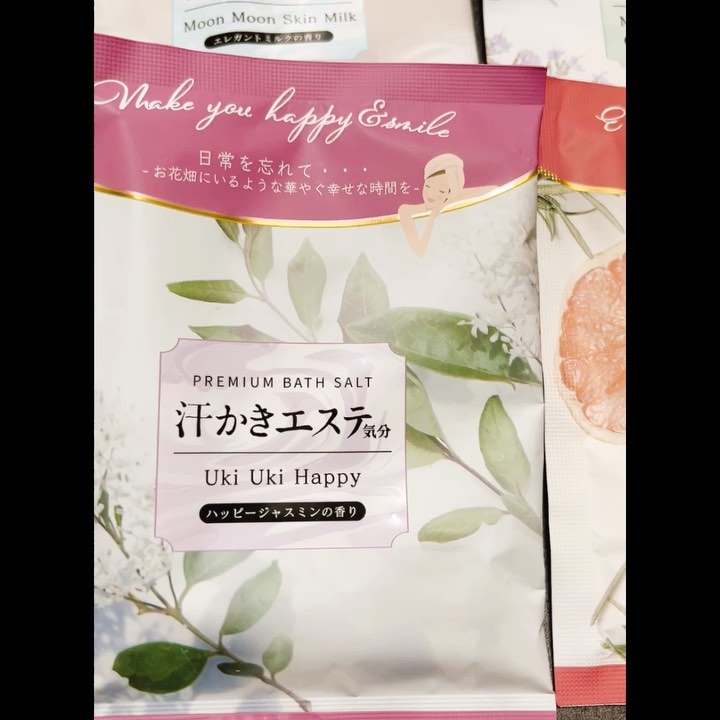 Moon Moon Skin Milk
エレガントミルクの香り
Make you happy&smile
日常を忘れて・・・
-お花畑にいるような華やぐ幸せな時間を-
PREMIUM BATH SALT
汗かきエステ気分
Uki Uki Happy
ハッピージャスミンの香り